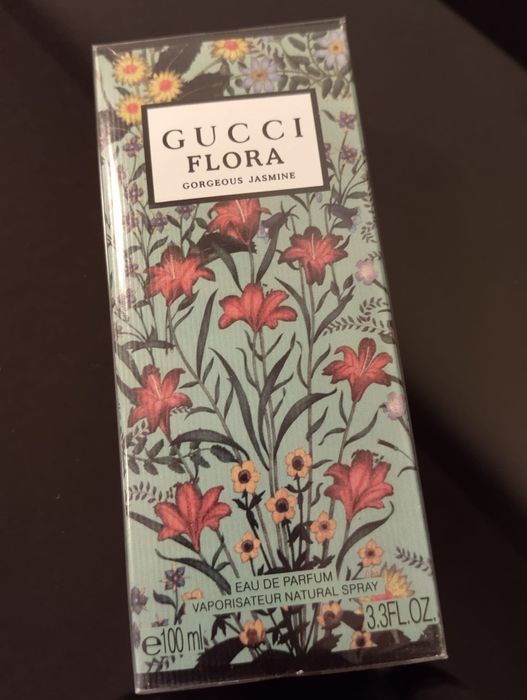 GUCCI
FLORA
GORGEOUS JASMINE
EAU DE PARFUM
VAPORISATEUR NATURAL SPRAY
℮100 ml 3.3FL.OZ.